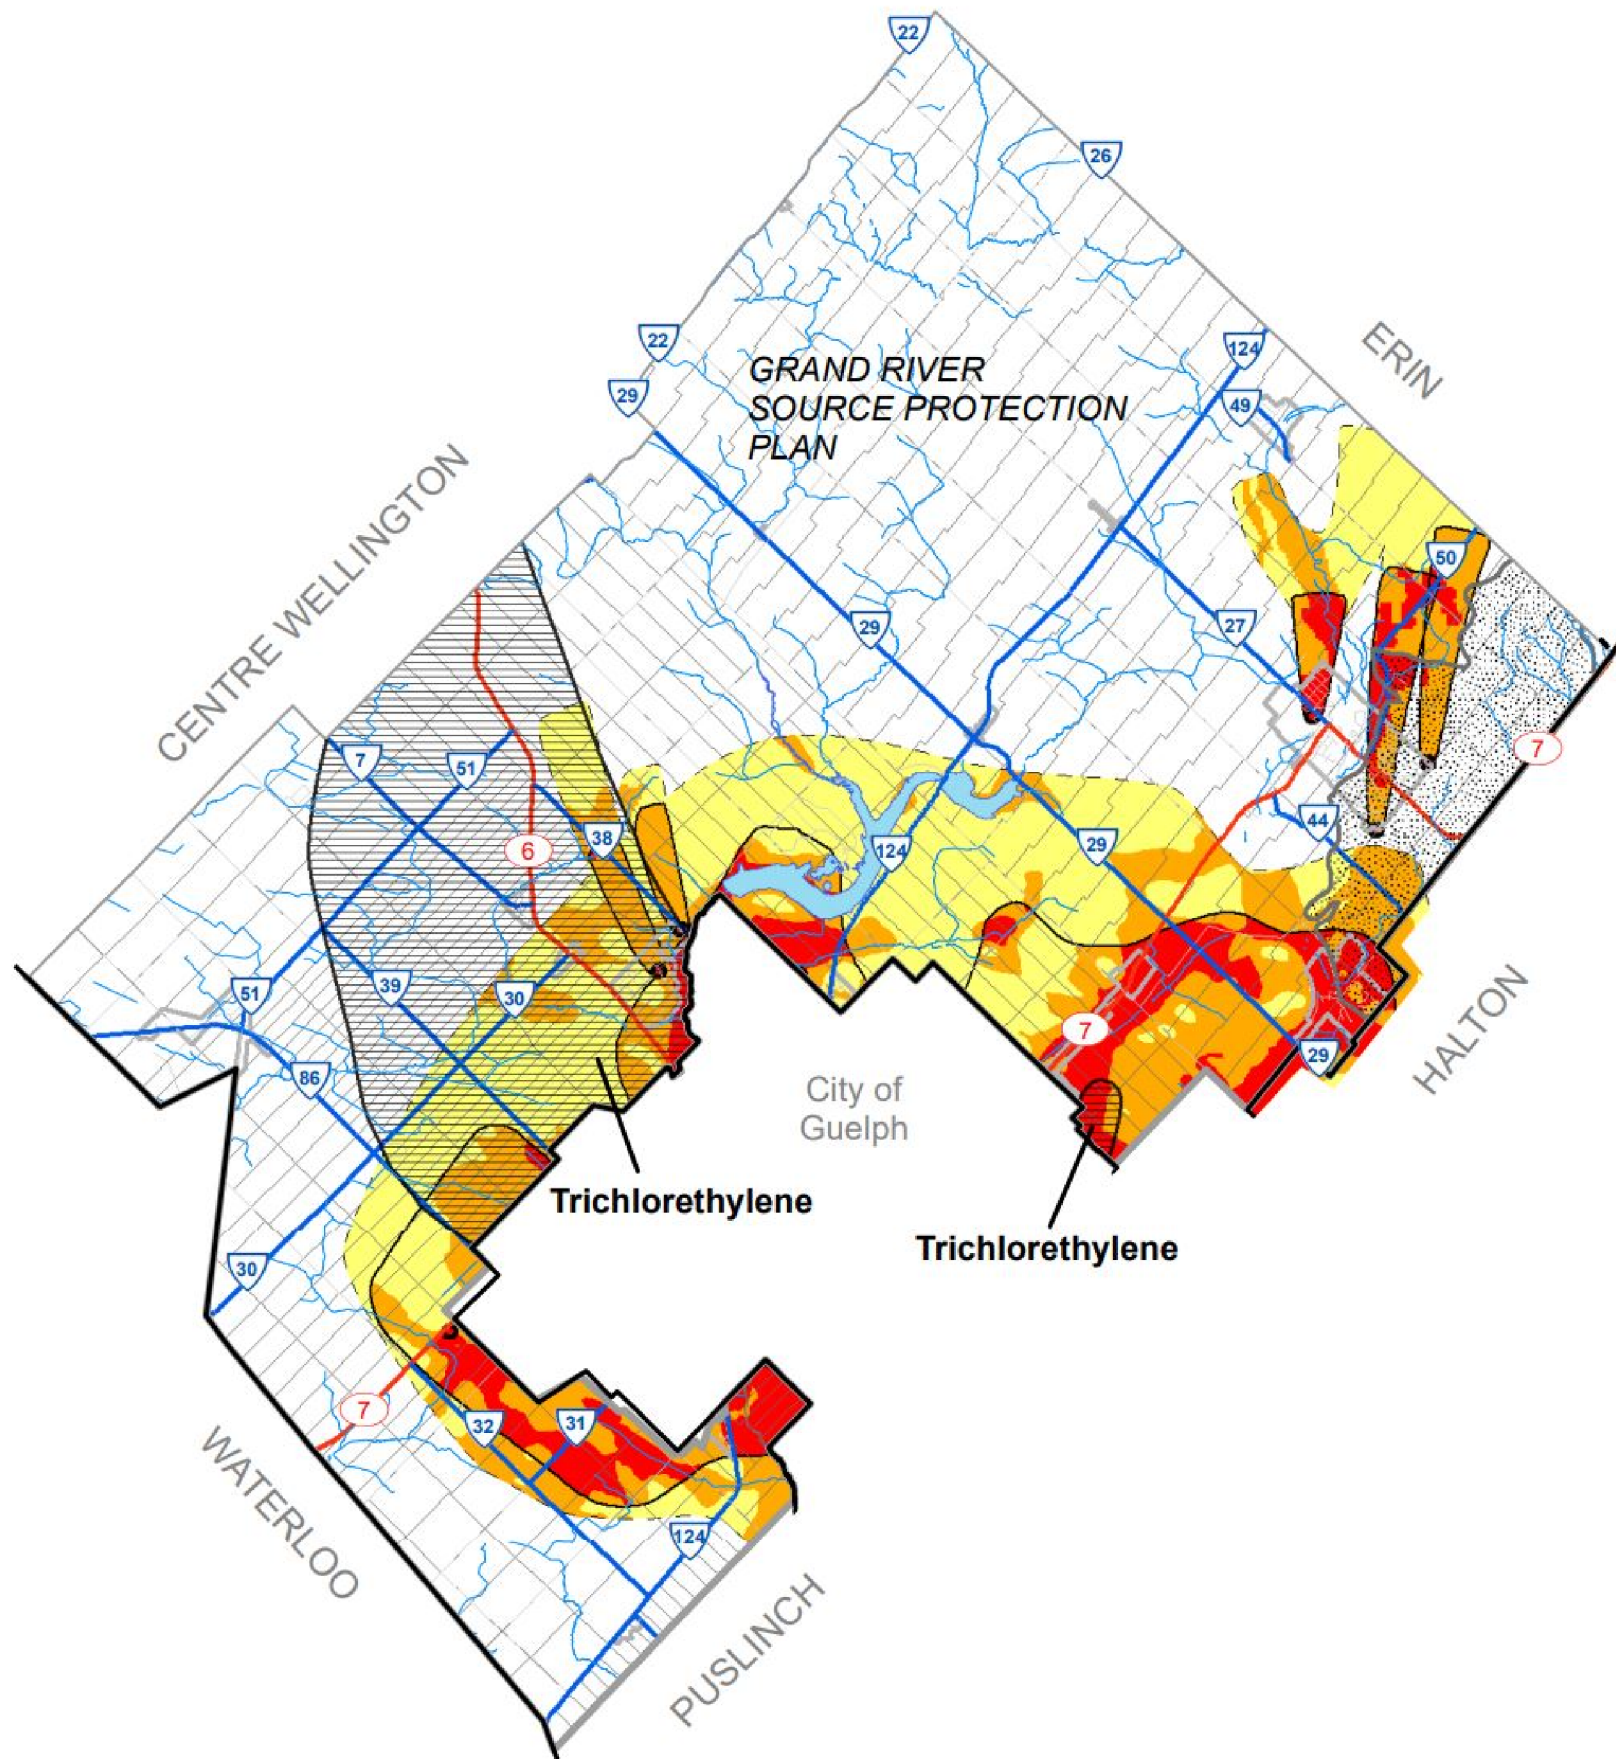 22
26
22
124
ERIN
GRAND RIVER
SOURCE PROTECTION
PLAN
29
49
CENTRE WELLINGTON
50
29
27
7
51
7
6
38
124
29
44
51
39
30
7
HALTON
29
86
City of
Guelph
Trichlorethylene
Trichlorethylene
30
7
32
31
WATERLOO
124
PUSLINCH